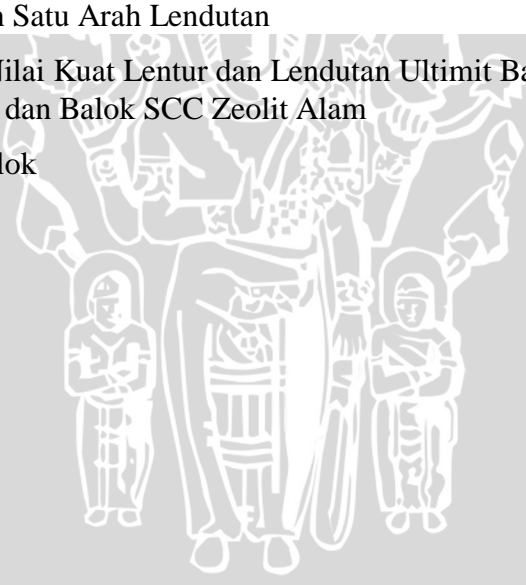 n Satu Arah Lendutan
Nilai Kuat Lentur dan Lendutan Ultimit Ba
dan Balok SCC Zeolit Alam
lok